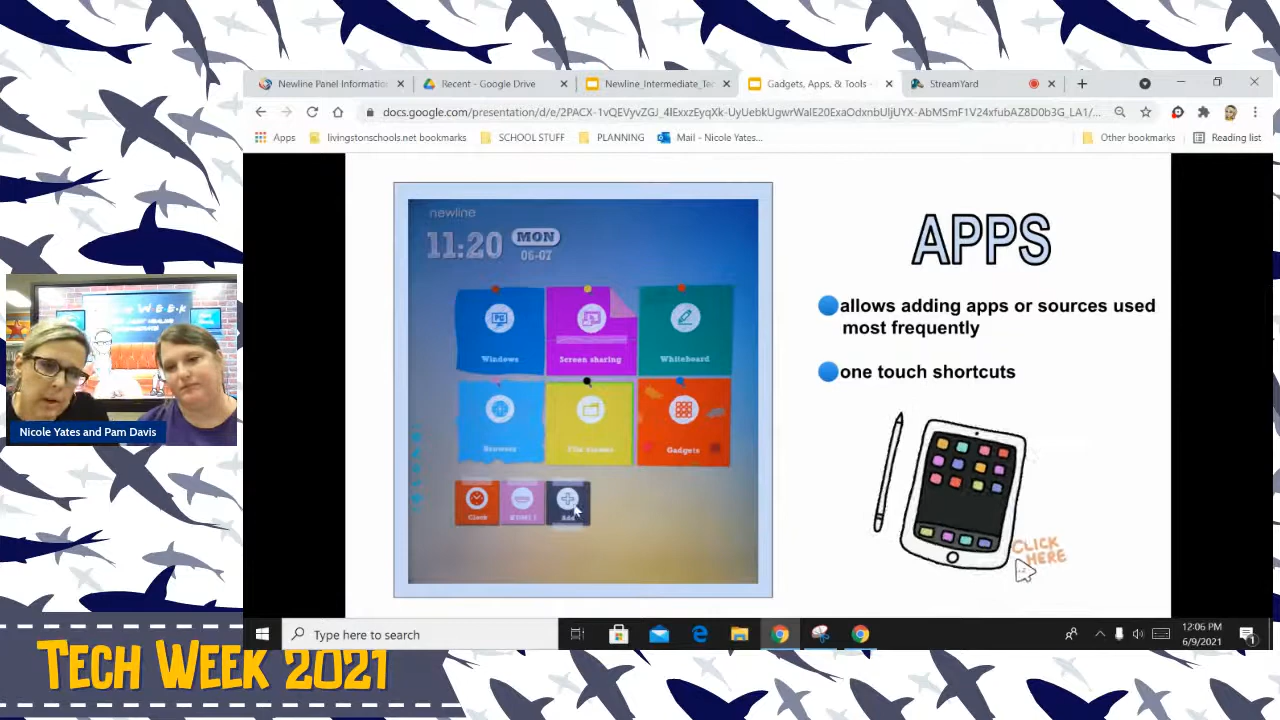 Newline Panel Informatio
Recent - Google Drive
Newline_Intermediate_Te
Gadgets, Apps, & Tools -
StreamYard
docs.google.com/presentation/d/e/2PACX-1vQEVyvZGJ_4lExxzEyqXk-UyUebkUgwrWalE20ExaOdxnbUljUYX-AbMSmF1V24xfubAZ8D0b3G_LA1/...
Apps
livingstonschools.net bookmarks
SCHOOL STUFF
PLANNING
Mail - Nicole Yates...
Other bookmarks
Reading list
newline
11:20 MON
06-07
Windows
Screen sharing
Whiteboard
Browser
File viewer
Gadgets
Clock
Add
APPS
allows adding apps or sources used
most frequently
one touch shortcuts
CLICK
HERE
Nicole Yates and Pam Davis
Type here to search
12:06 PM
6/9/2021
TECH WEEK 2021